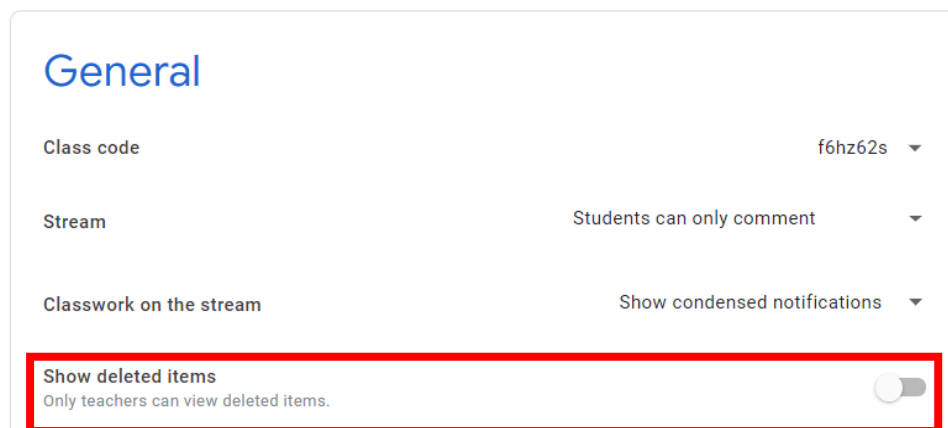 General
Class code f6hz62s
Stream Students can only comment
Classwork on the stream Show condensed notifications
Show deleted items
Only teachers can view deleted items.